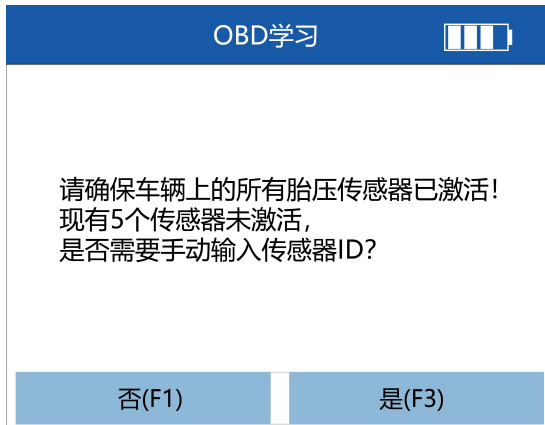 OBD学习
请确保车辆上的所有胎压传感器已激活!
现有5个传感器未激活，
是否需要手动输入传感器ID?
否(F1)
是(F3)